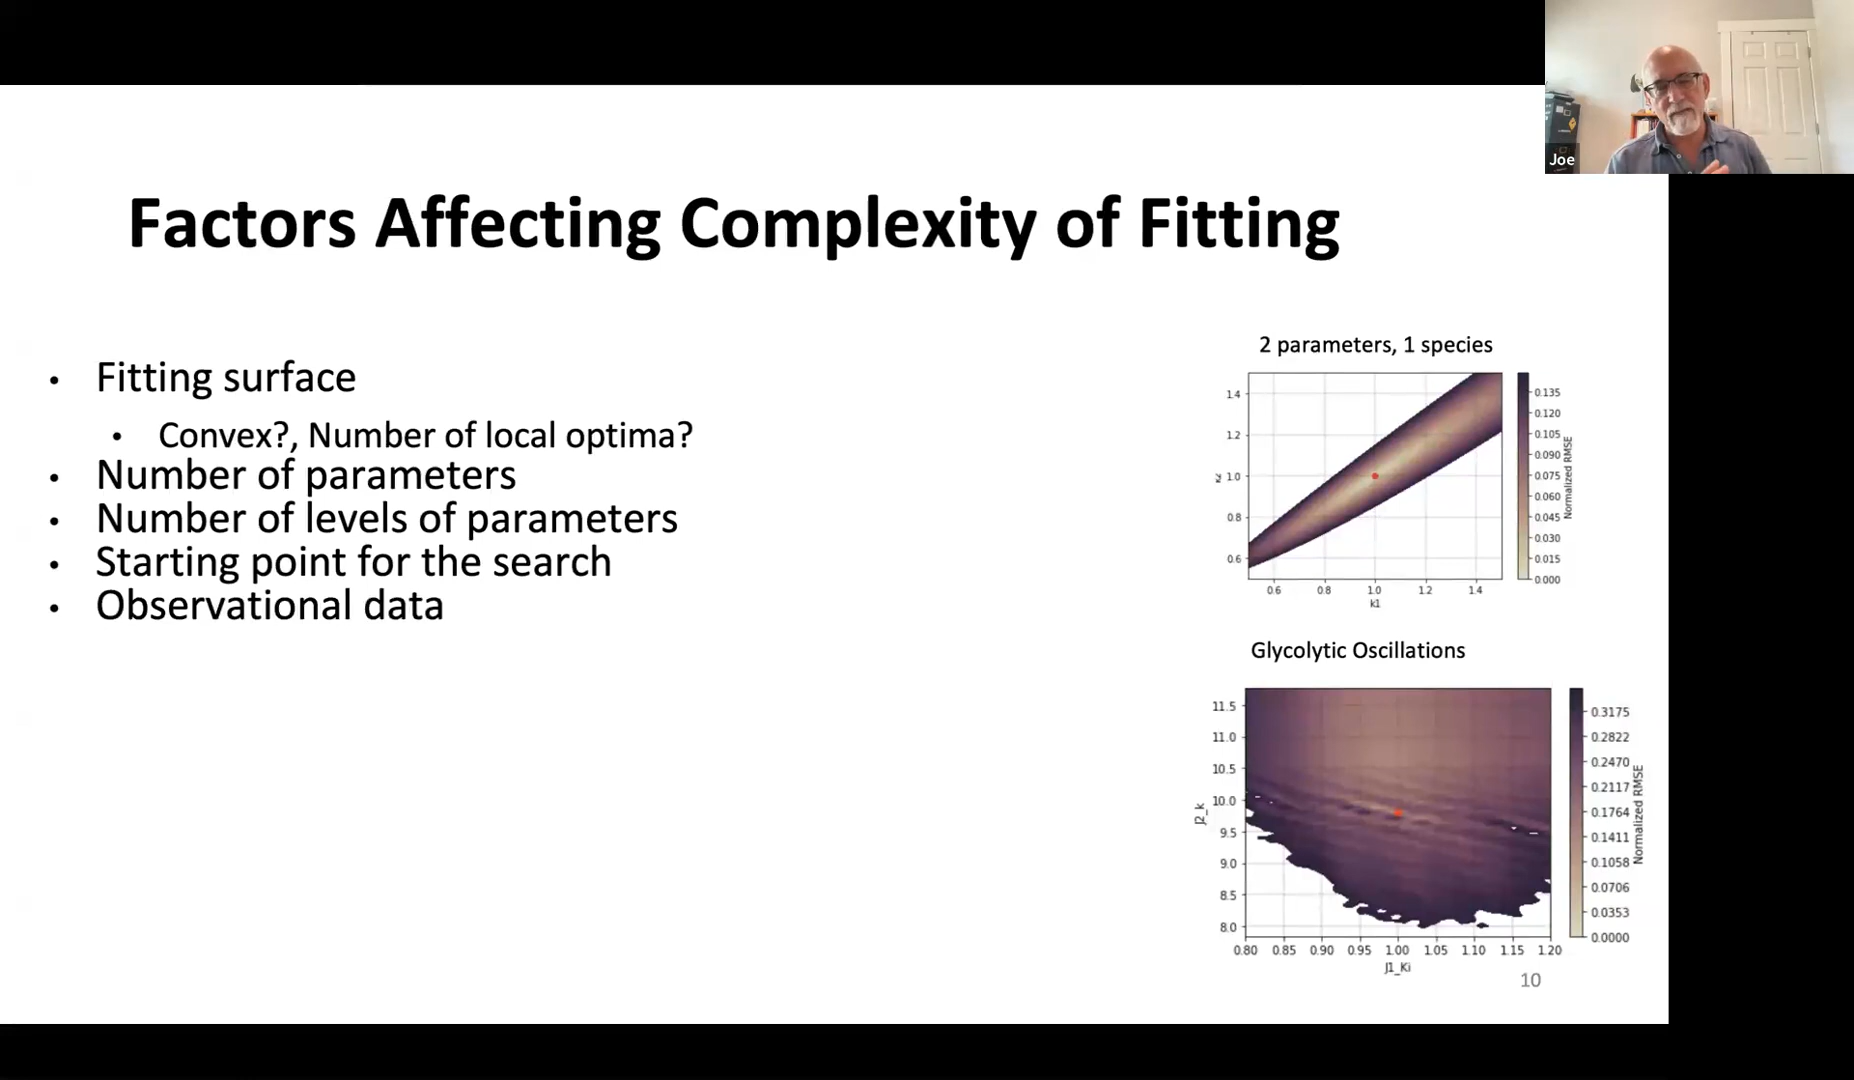 Joe
Factors Affecting Complexity of Fitting
• Fitting surface
• Convex?, Number of local optima?
• Number of parameters
• Number of levels of parameters
• Starting point for the search
• Observational data
2 parameters, 1 species
1.4
1.2
1.0
0.8
0.6
k2
0.6 0.8 1.0 1.2 1.4
k1
0.135
0.120
0.105
0.090
0.075
0.060
0.045
0.030
0.015
0.000
Normalized RMSE
Glycolytic Oscillations
11.5
11.0
10.5
10.0
9.5
9.0
8.5
8.0
J2_k
0.80 0.85 0.90 0.95 1.00 1.05 1.10 1.15 1.20
J1_Ki
0.3175
0.2822
0.2470
0.2117
0.1764
0.1411
0.1058
0.0706
0.0353
0.0000
Normalized RMSE
10